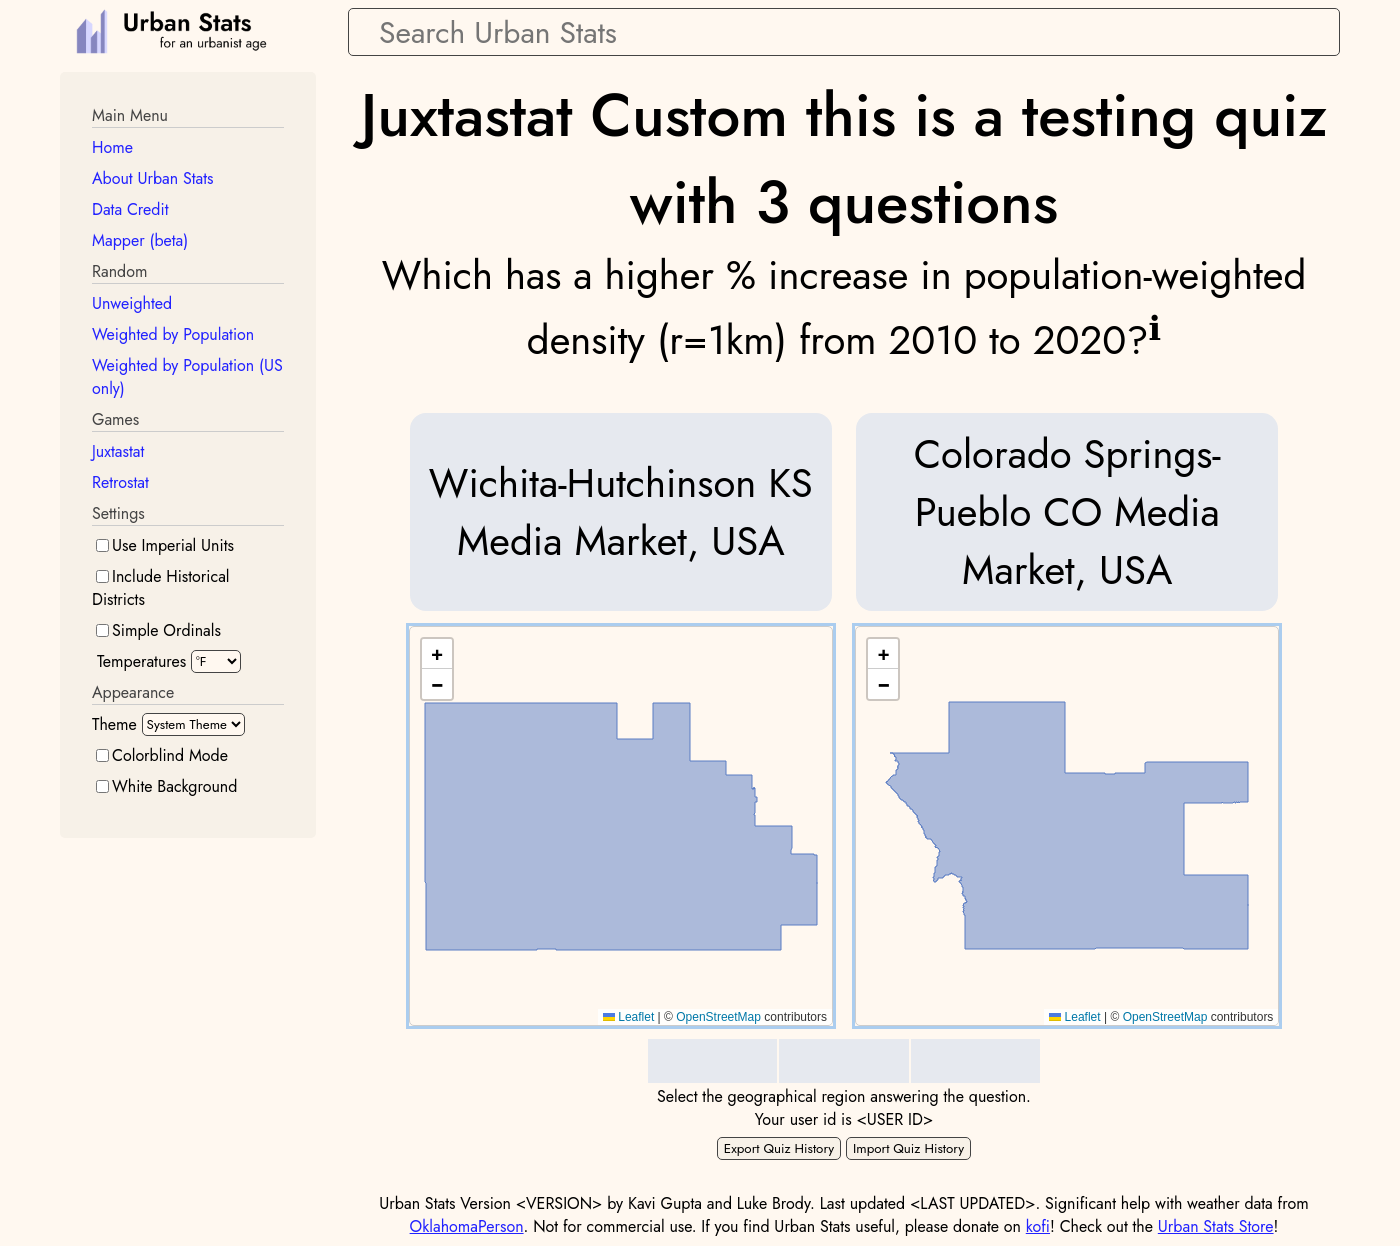 Urban Stats
for an urbanist age
Search Urban Stats
Main Menu
Home
About Urban Stats
Data Credit
Mapper (beta)
Random
Unweighted
Weighted by Population
Weighted by Population (US
only)
Games
Juxtastat
Retrostat
Settings
Use Imperial Units
Include Historical
Districts
Simple Ordinals
Temperatures °F
Appearance
Theme System Theme
Colorblind Mode
White Background
Juxtastat Custom this is a testing quiz
with 3 questions
Which has a higher % increase in population-weighted
density (r=1km) from 2010 to 2020?i
Wichita-Hutchinson KS
Media Market, USA
Colorado Springs-
Pueblo CO Media
Market, USA
+
−
Leaflet | © OpenStreetMap contributors
+
−
Leaflet | © OpenStreetMap contributors
Select the geographical region answering the question.
Your user id is <USER ID>
Export Quiz History Import Quiz History
Urban Stats Version <VERSION> by Kavi Gupta and Luke Brody. Last updated <LAST UPDATED>. Significant help with weather data from
OklahomaPerson. Not for commercial use. If you find Urban Stats useful, please donate on kofi! Check out the Urban Stats Store!